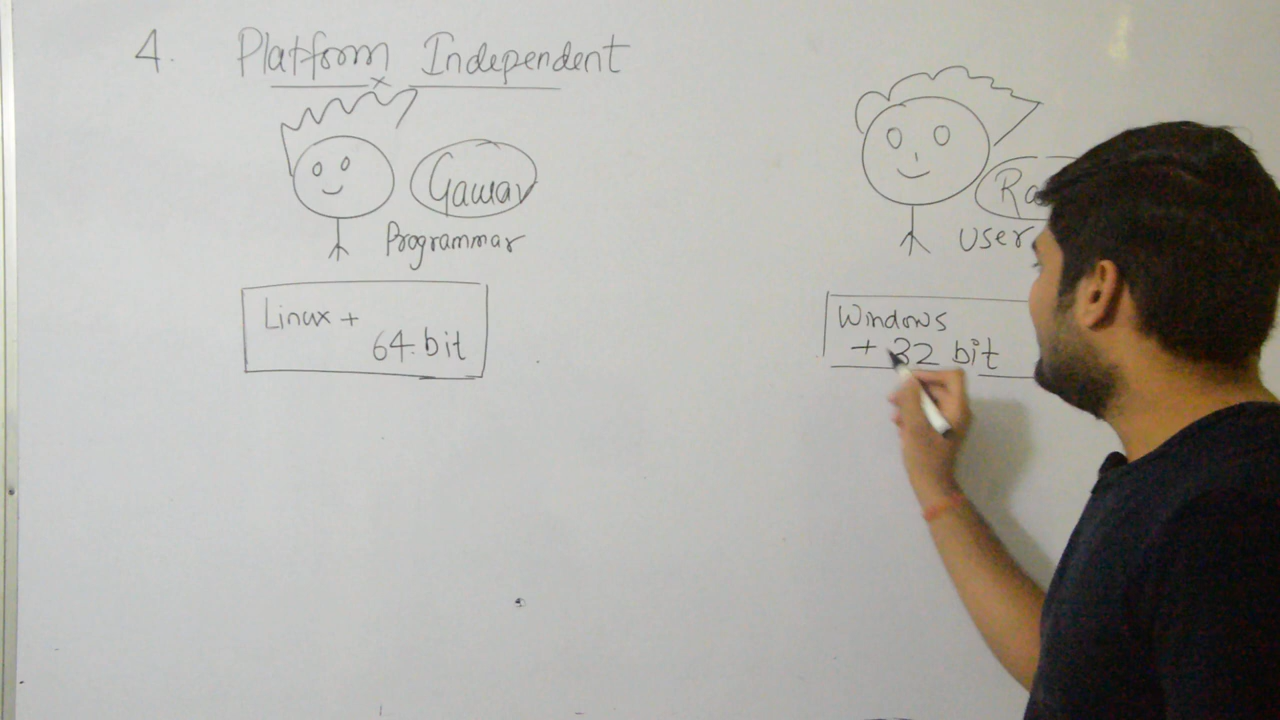 4. Platform Independent
Gaurav
Programmar
User
Linux +
64 bit
Windows
+ 32 bit